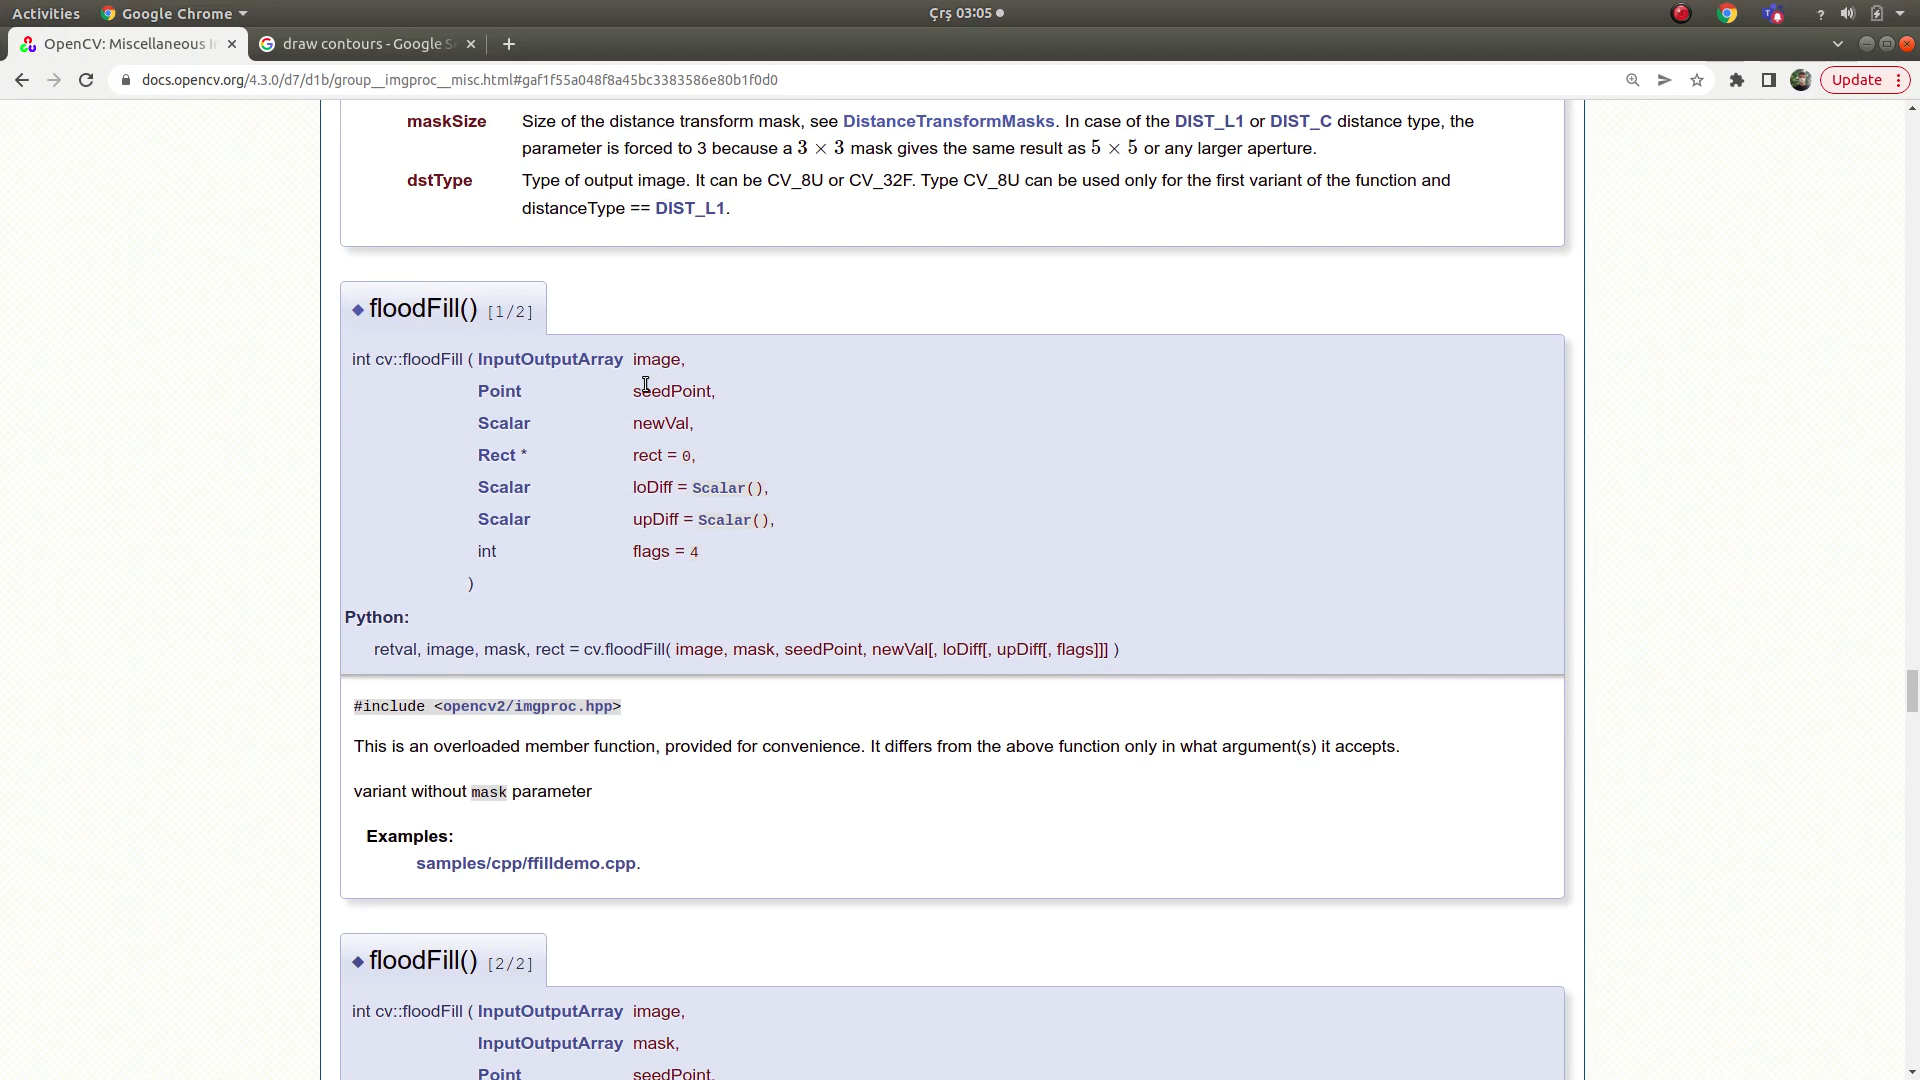 Activities Google Chrome Çrş 03:05 ?
OpenCV: Miscellaneous I draw contours - Google S
docs.opencv.org/4.3.0/d7/d1b/group__imgproc__misc.html#gaf1f55a048f8a45bc3383586e80b1f0d0 Update
maskSize Size of the distance transform mask, see DistanceTransformMasks. In case of the DIST_L1 or DIST_C distance type, the
parameter is forced to 3 because a 3 × 3 mask gives the same result as 5 × 5 or any larger aperture.
dstType Type of output image. It can be CV_8U or CV_32F. Type CV_8U can be used only for the first variant of the function and
distanceType == DIST_L1.
◆ floodFill() [1/2]
int cv::floodFill ( InputOutputArray image,
Point seedPoint,
Scalar newVal,
Rect * rect = 0,
Scalar loDiff = Scalar(),
Scalar upDiff = Scalar(),
int flags = 4
)
Python:
retval, image, mask, rect = cv.floodFill( image, mask, seedPoint, newVal[, loDiff[, upDiff[, flags]]] )
#include <opencv2/imgproc.hpp>
This is an overloaded member function, provided for convenience. It differs from the above function only in what argument(s) it accepts.
variant without mask parameter
Examples:
samples/cpp/ffilldemo.cpp.
◆ floodFill() [2/2]
int cv::floodFill ( InputOutputArray image,
InputOutputArray mask,
Point seedPoint,